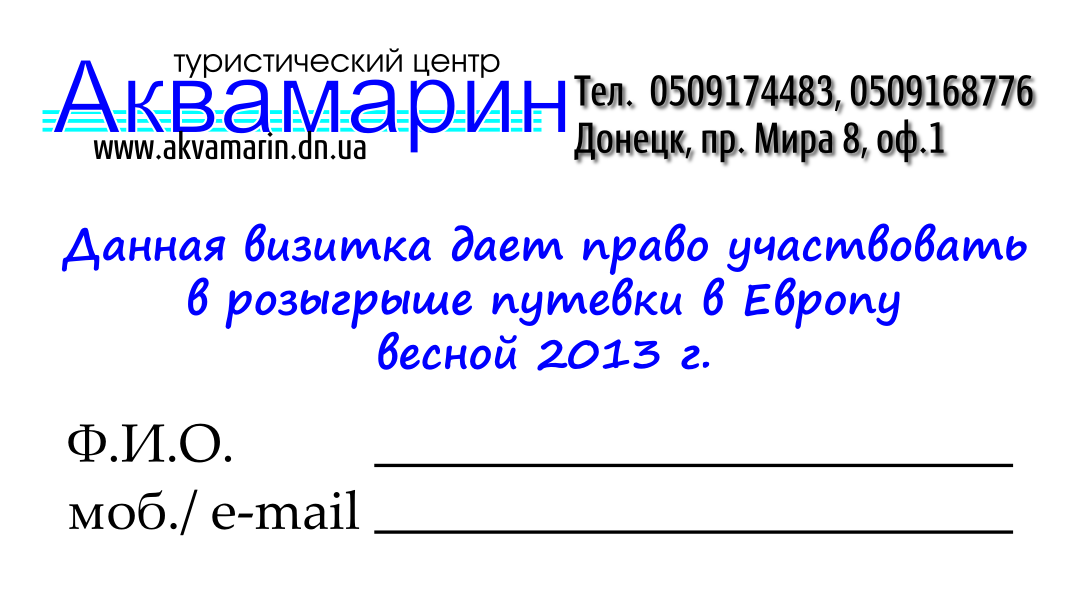 туристический центр
Аквамарин
www.akvamarin.dn.ua
Тел. 0509174483, 0509168776
Донецк, пр. Мира 8, оф.1
Данная визитка дает право участвовать
в розыгрыше путевки в Европу
весной 2013 г.
Ф.И.О.
моб./ e-mail